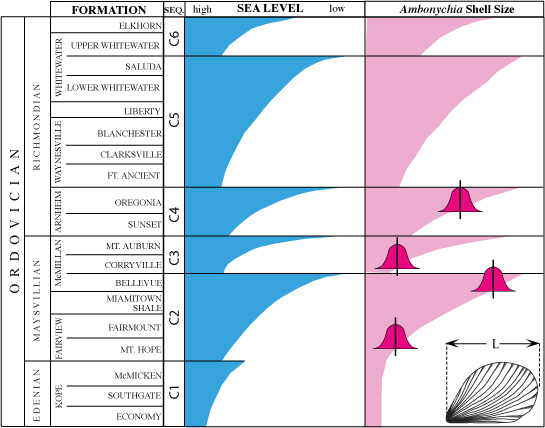 FORMATION SEQ. SEA LEVEL Ambonychia Shell Size
high low
ORDOVICIAN
RICHMONDIAN
MAYSVILLIAN
EDENIAN
WHITEWATER
WAYNESVILLE
ARNHEIM
McMILLAN
FAIRVIEW
KOPE
ELKHORN
UPPER WHITEWATER
SALUDA
LOWER WHITEWATER
LIBERTY
BLANCHESTER
CLARKSVILLE
FT. ANCIENT
OREGONIA
SUNSET
MT. AUBURN
CORRYVILLE
BELLEVUE
MIAMITOWN
SHALE
FAIRMOUNT
MT. HOPE
McMICKEN
SOUTHGATE
ECONOMY
C6
C5
C4
C3
C2
C1
L